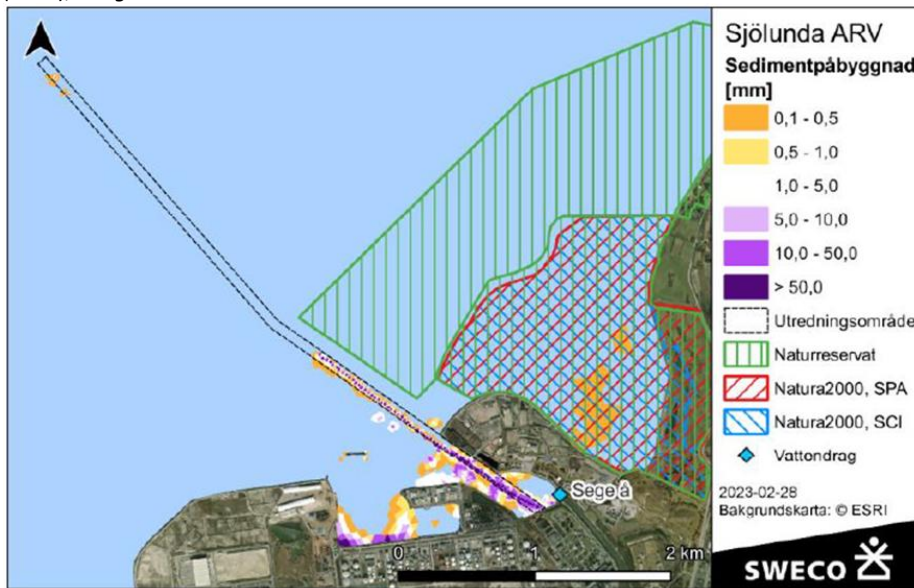 Sjölunda ARV
Sedimentpåbyggnad
[mm]
0,1 - 0,5
0,5 - 1,0
1,0 - 5,0
5,0 - 10,0
10,0 - 50,0
> 50,0
Utredningsområde
Naturreservat
Natura2000, SPA
Natura2000, SCI
Vattondrag
2023-02-28
Bakgrundskarta: © ESRI
SWECO
Sege å
0 1 2 km